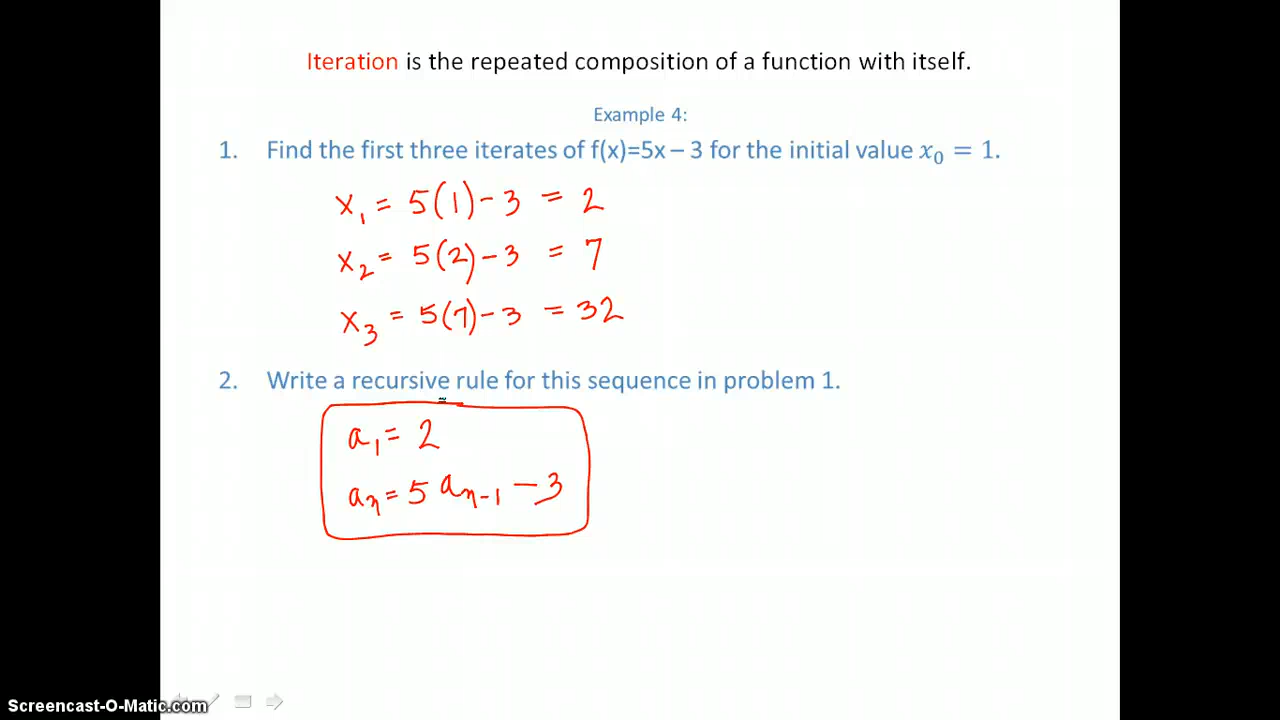 Iteration is the repeated composition of a function with itself.
Example 4:
1. Find the first three iterates of f(x)=5x – 3 for the initial value x₀ = 1.
x₁ = 5(1) - 3 = 2
x₂ = 5(2) - 3 = 7
x₃ = 5(7) - 3 = 32
2. Write a recursive rule for this sequence in problem 1.
a₁ = 2
aₙ = 5 aₙ₋₁ - 3
Screencast-O-Matic.com